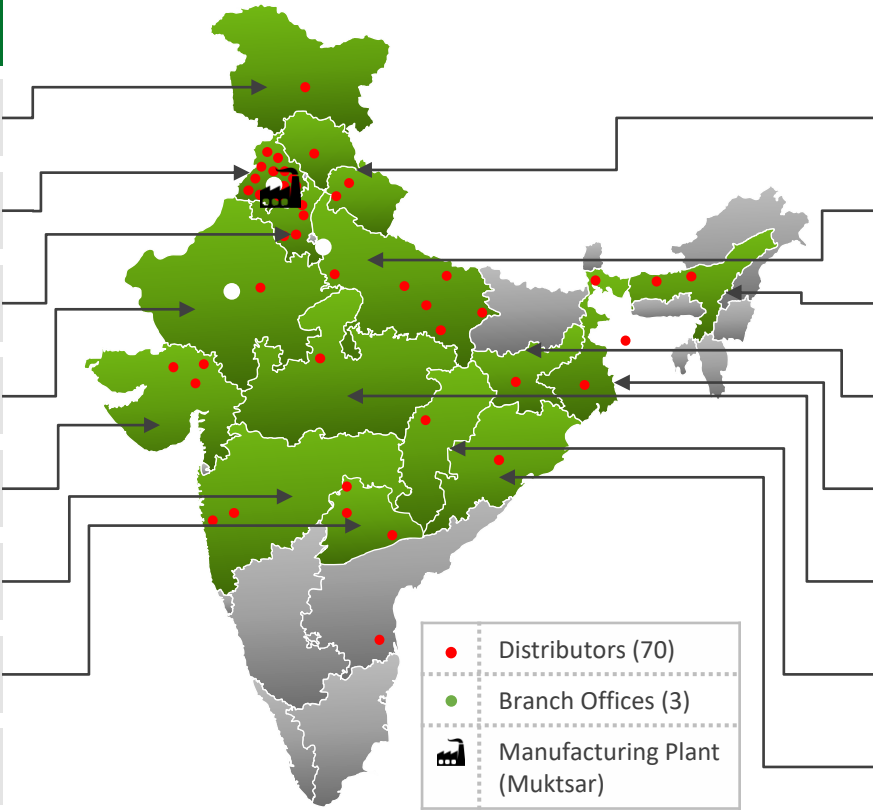 Distributors (70)
Branch Offices (3)
Manufacturing Plant
(Muktsar)